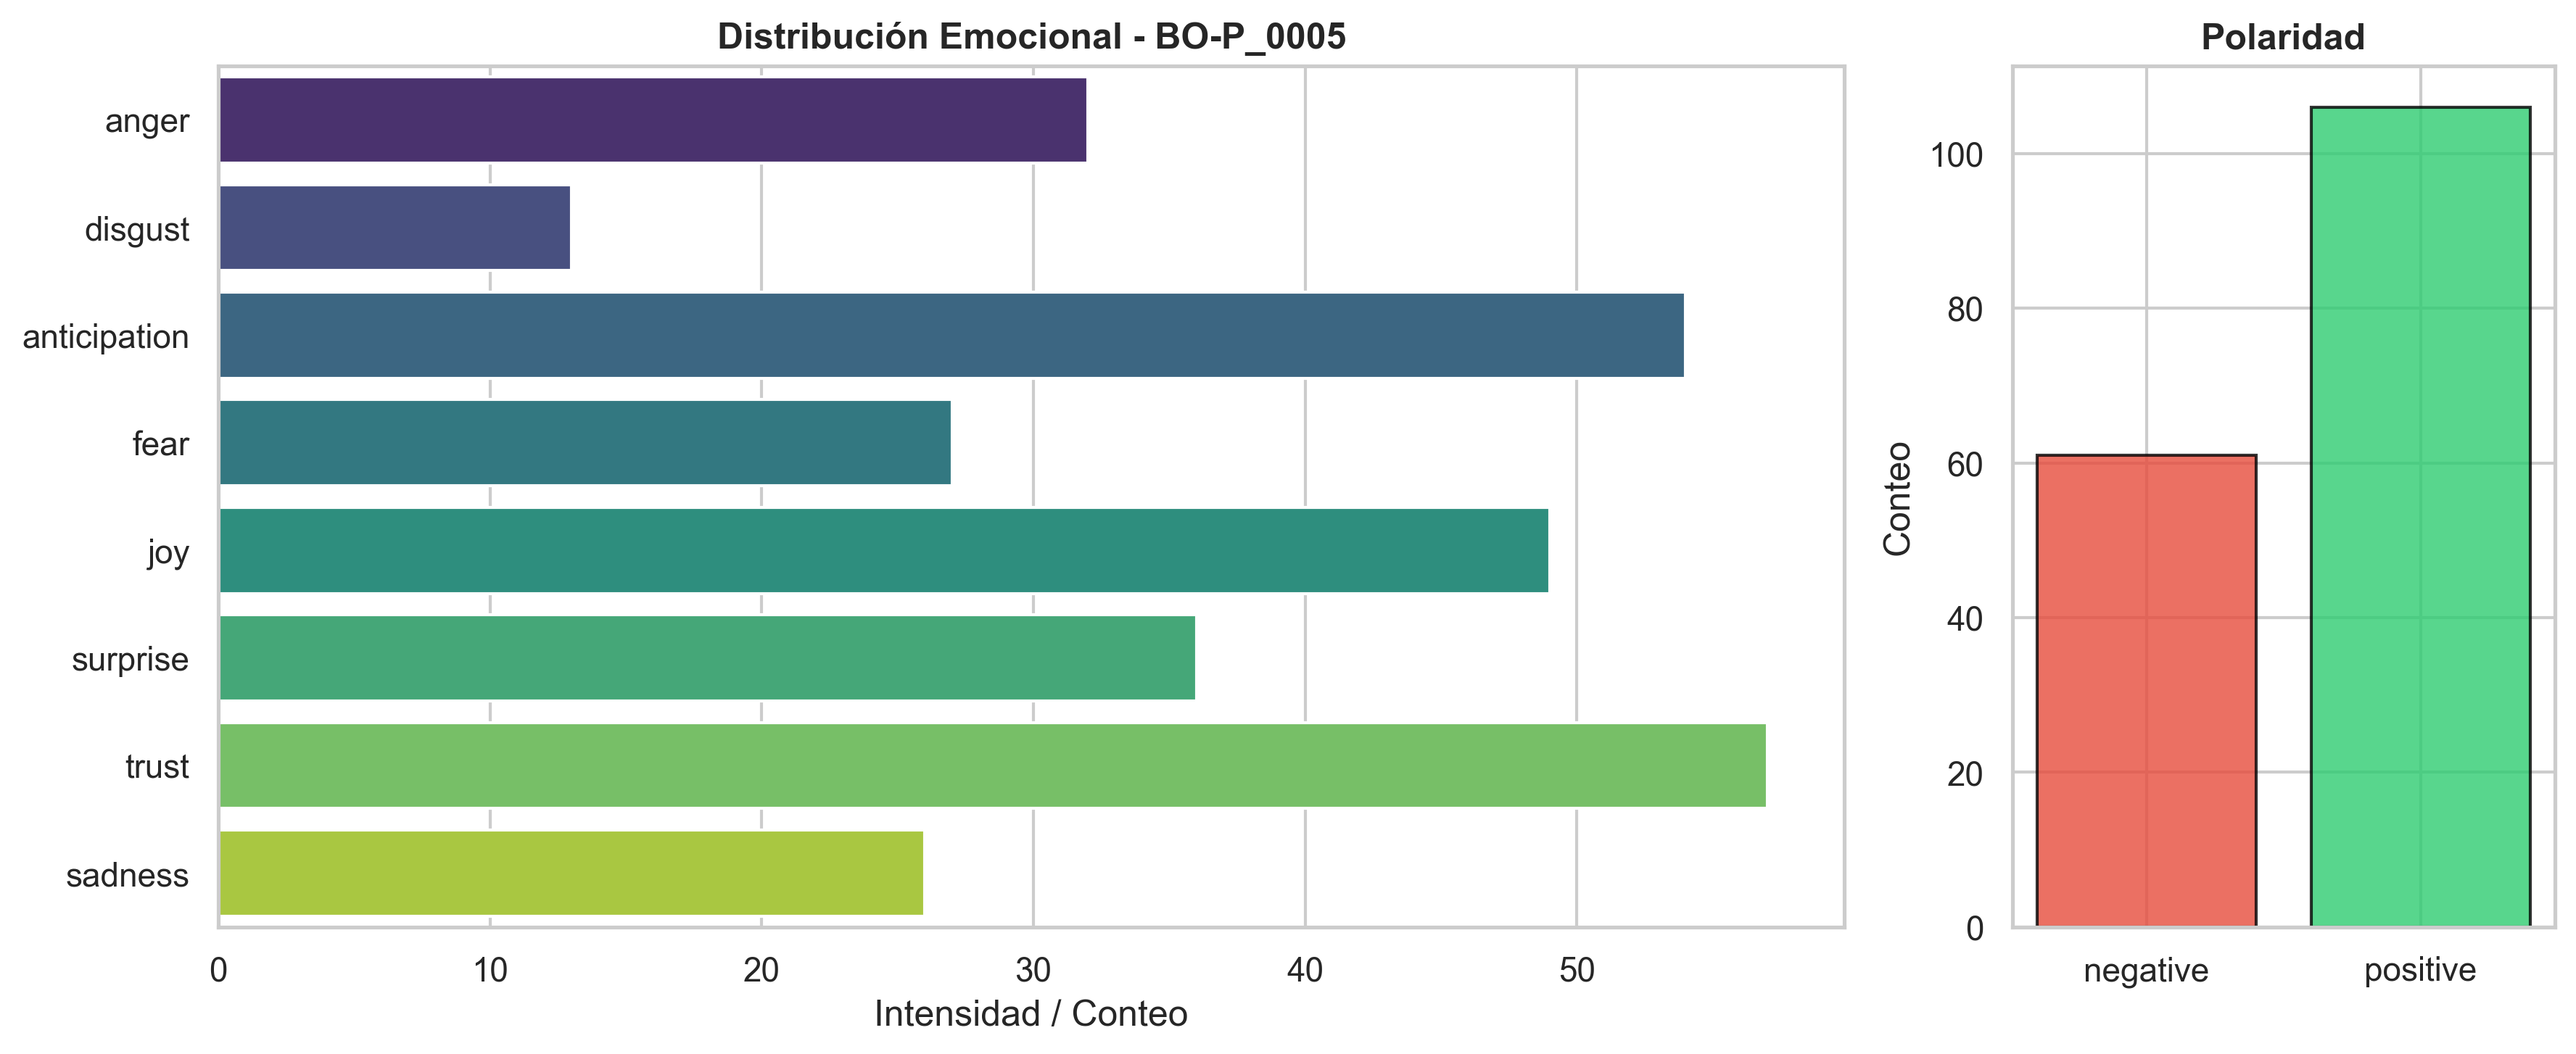 Distribución Emocional - BO-P_0005
anger
disgust
anticipation
fear
joy
surprise
trust
sadness
0 10 20 30 40 50
Intensidad / Conteo
Polaridad
Conteo
100
80
60
40
20
0
negative positive